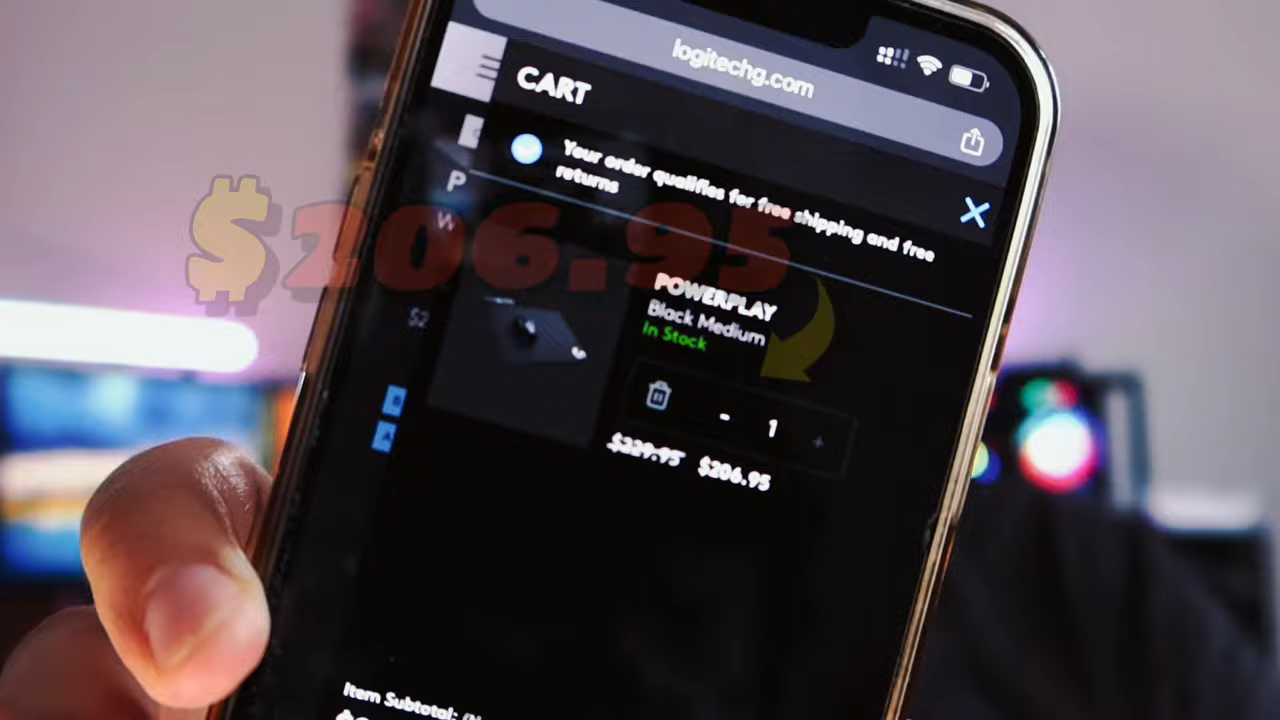 logitechg.com
CART
Your order qualifies for free shipping and free
returns
P
W
$206.95
POWERPLAY
Black Medium
In Stock
$2
- 1 +
$229.95 $206.95
B
A
Item Subtotal: